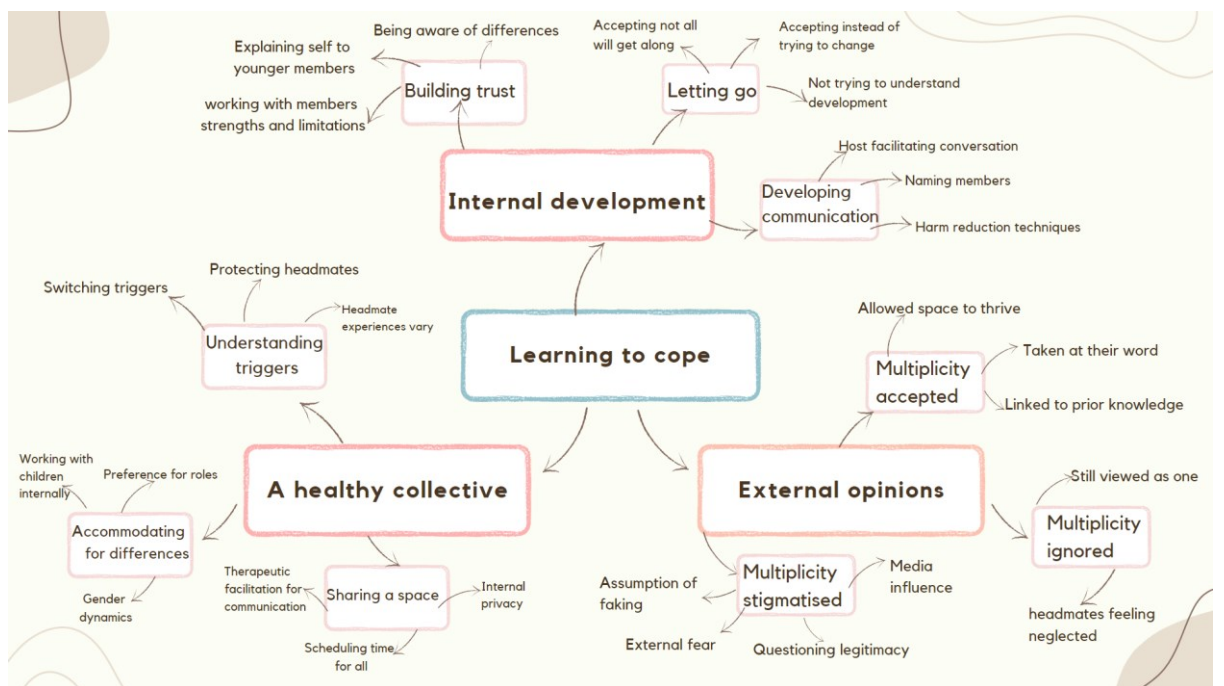 Being aware of differences
Explaining self to
younger members
Building trust
working with members
strengths and limitations
Accepting not all
will get along
Accepting instead of
trying to change
Letting go
Not trying to understand
development
Internal development
Host facilitating conversation
Developing
communication
Naming members
Harm reduction techniques
Learning to cope
Switching triggers
Protecting headmates
Headmate
experiences vary
Understanding
triggers
A healthy collective
Working with
children
internally
Preference for roles
Accommodating
for differences
Gender
dynamics
Therapeutic
facilitation for
communication
Sharing a space
Internal
privacy
Scheduling time
for all
Allowed space to thrive
Multiplicity
accepted
Taken at their word
Linked to prior knowledge
External opinions
Still viewed as one
Multiplicity
ignored
headmates feeling
neglected
Multiplicity
stigmatised
Media
influence
Assumption of
faking
External fear
Questioning legitimacy